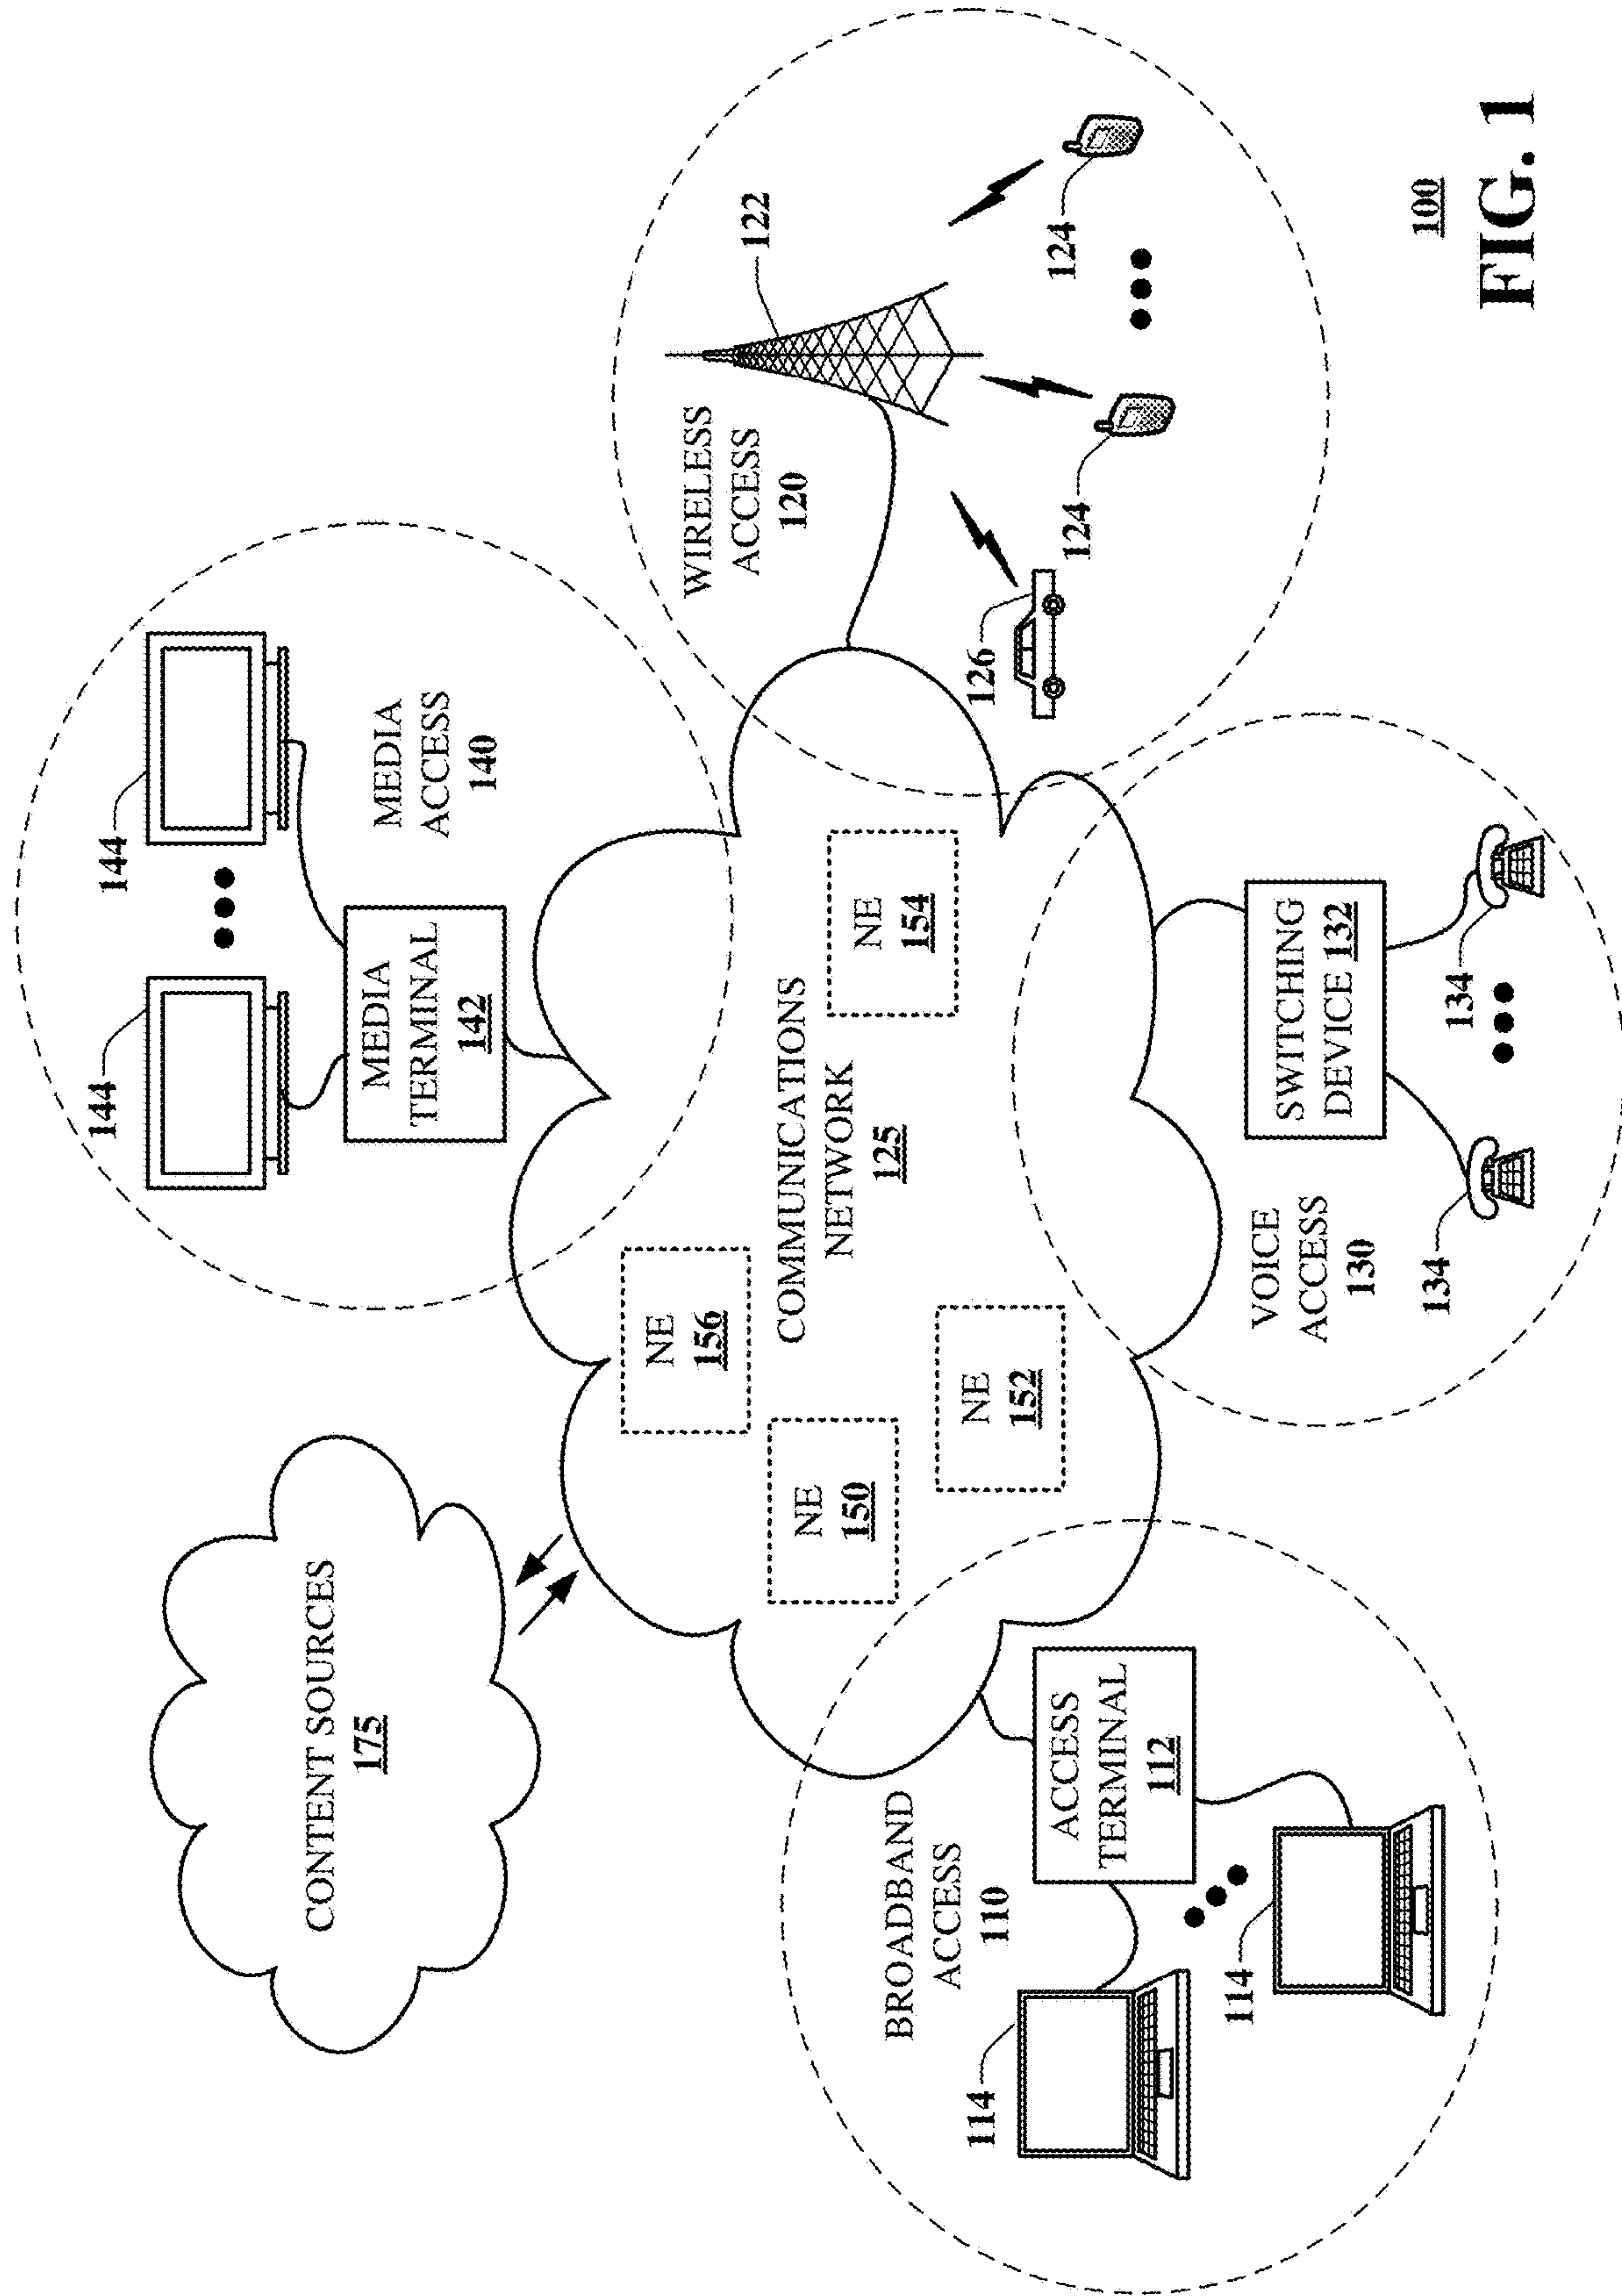 CONTENT SOURCES
175
144
144
MEDIA
TERMINAL
142
MEDIA
ACCESS
140
NE
156
NE
150
NE
152
COMMUNICATIONS
NETWORK
125
NE
154
WIRELESS
ACCESS
120
122
126
124
124
BROADBAND
ACCESS
110
114
ACCESS
TERMINAL
112
114
VOICE
ACCESS
130
SWITCHING
DEVICE 132
134
134
100
FIG. 1